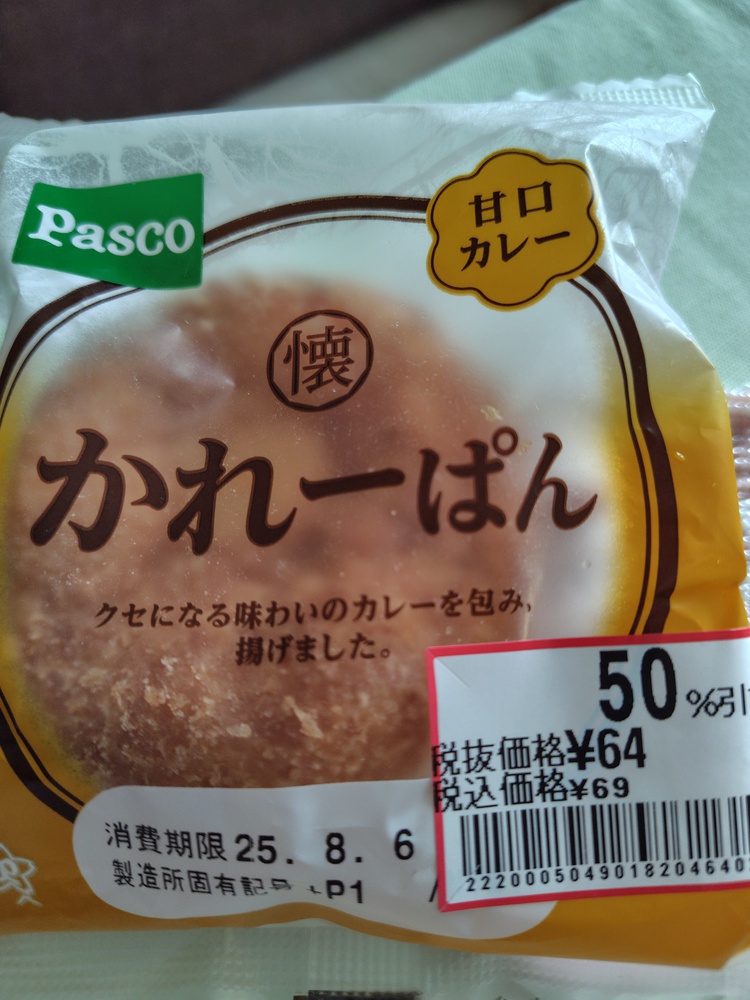 Pasco
甘口
カレー
懐
かれーぱん
クセになる味わいのカレーを包み、
揚げました。
50%引
税抜価格¥64
税込価格¥69
消費期限 25. 8. 6
製造所固有記号 +P1 /
2220005049018204640